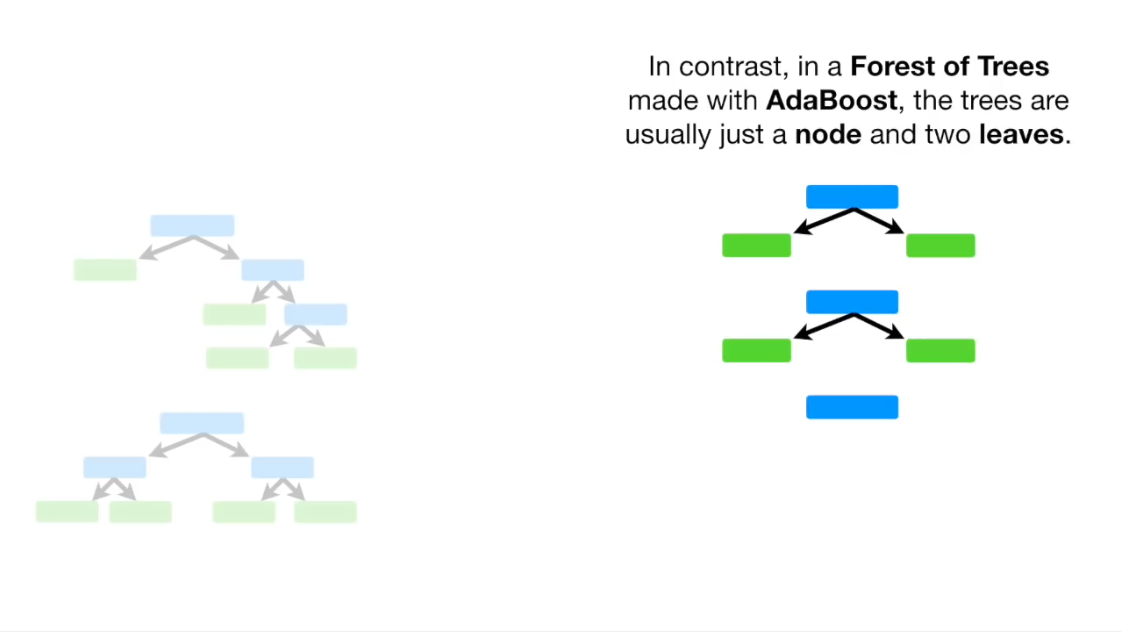 In contrast, in a Forest of Trees
made with AdaBoost, the trees are
usually just a node and two leaves.